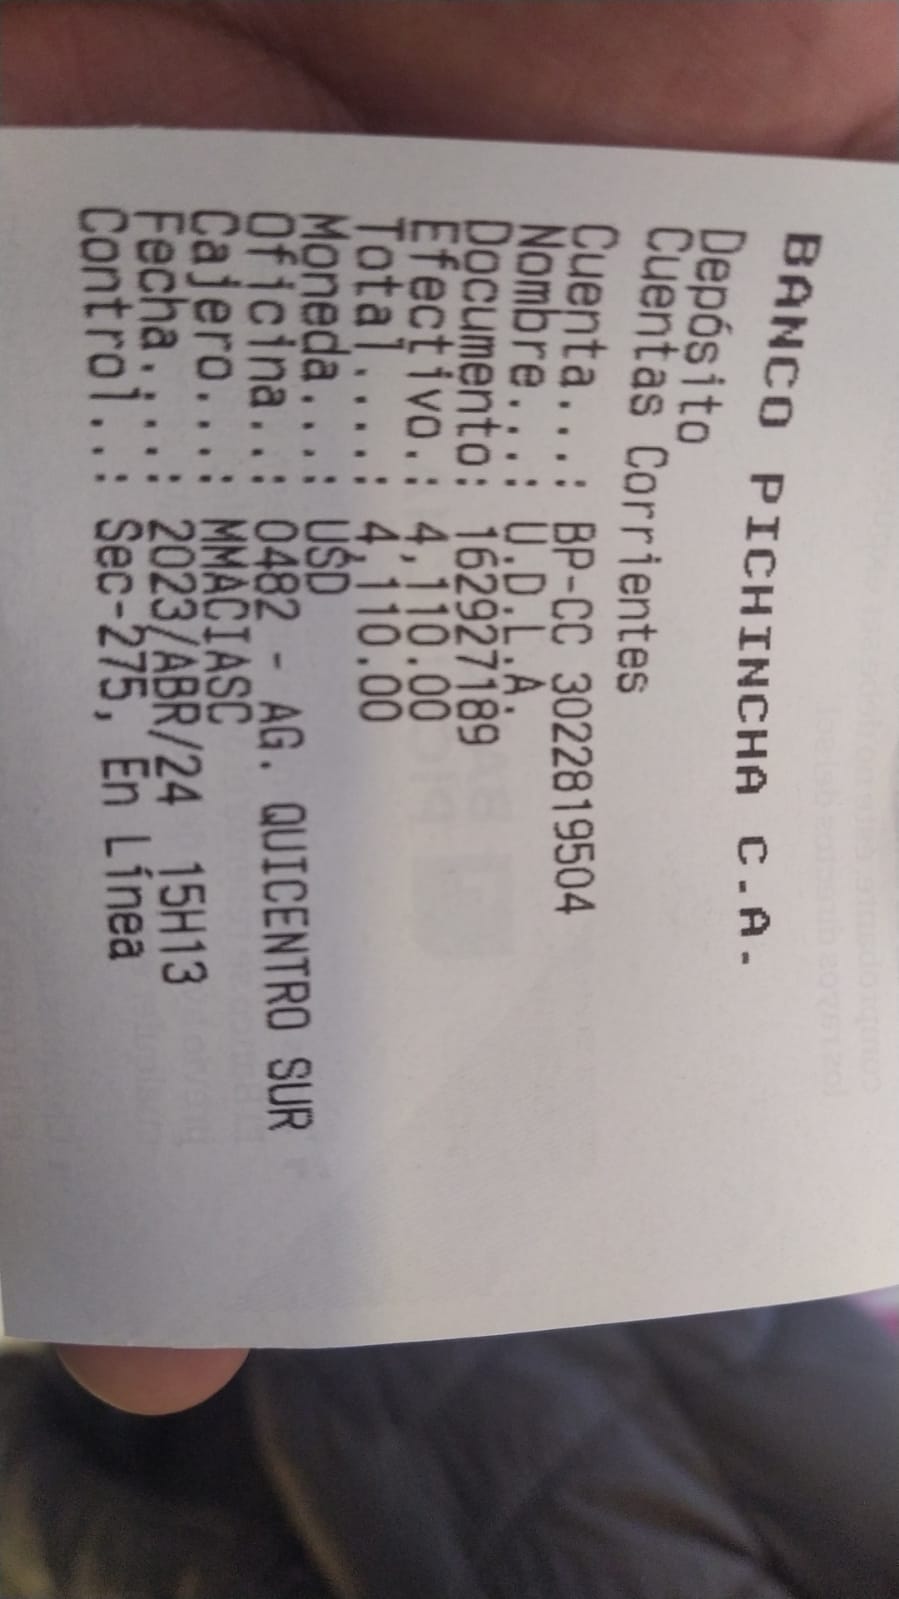 BANCO PICHINCHA C.A.
Depósito
Cuentas Corrientes
Cuenta...: BP-CC 3022819504
Nombre...: U.D.L.A.
Documento: 162927189
Efectivo.: 4,110.00
Total....: 4,110.00
Moneda...: USD
Oficina..: 0482 - AG. QUICENTRO SUR
Cajero...: MMACIASC
Fecha....: 2023/ABR/24 15H13
Control..: Sec-275, En Línea